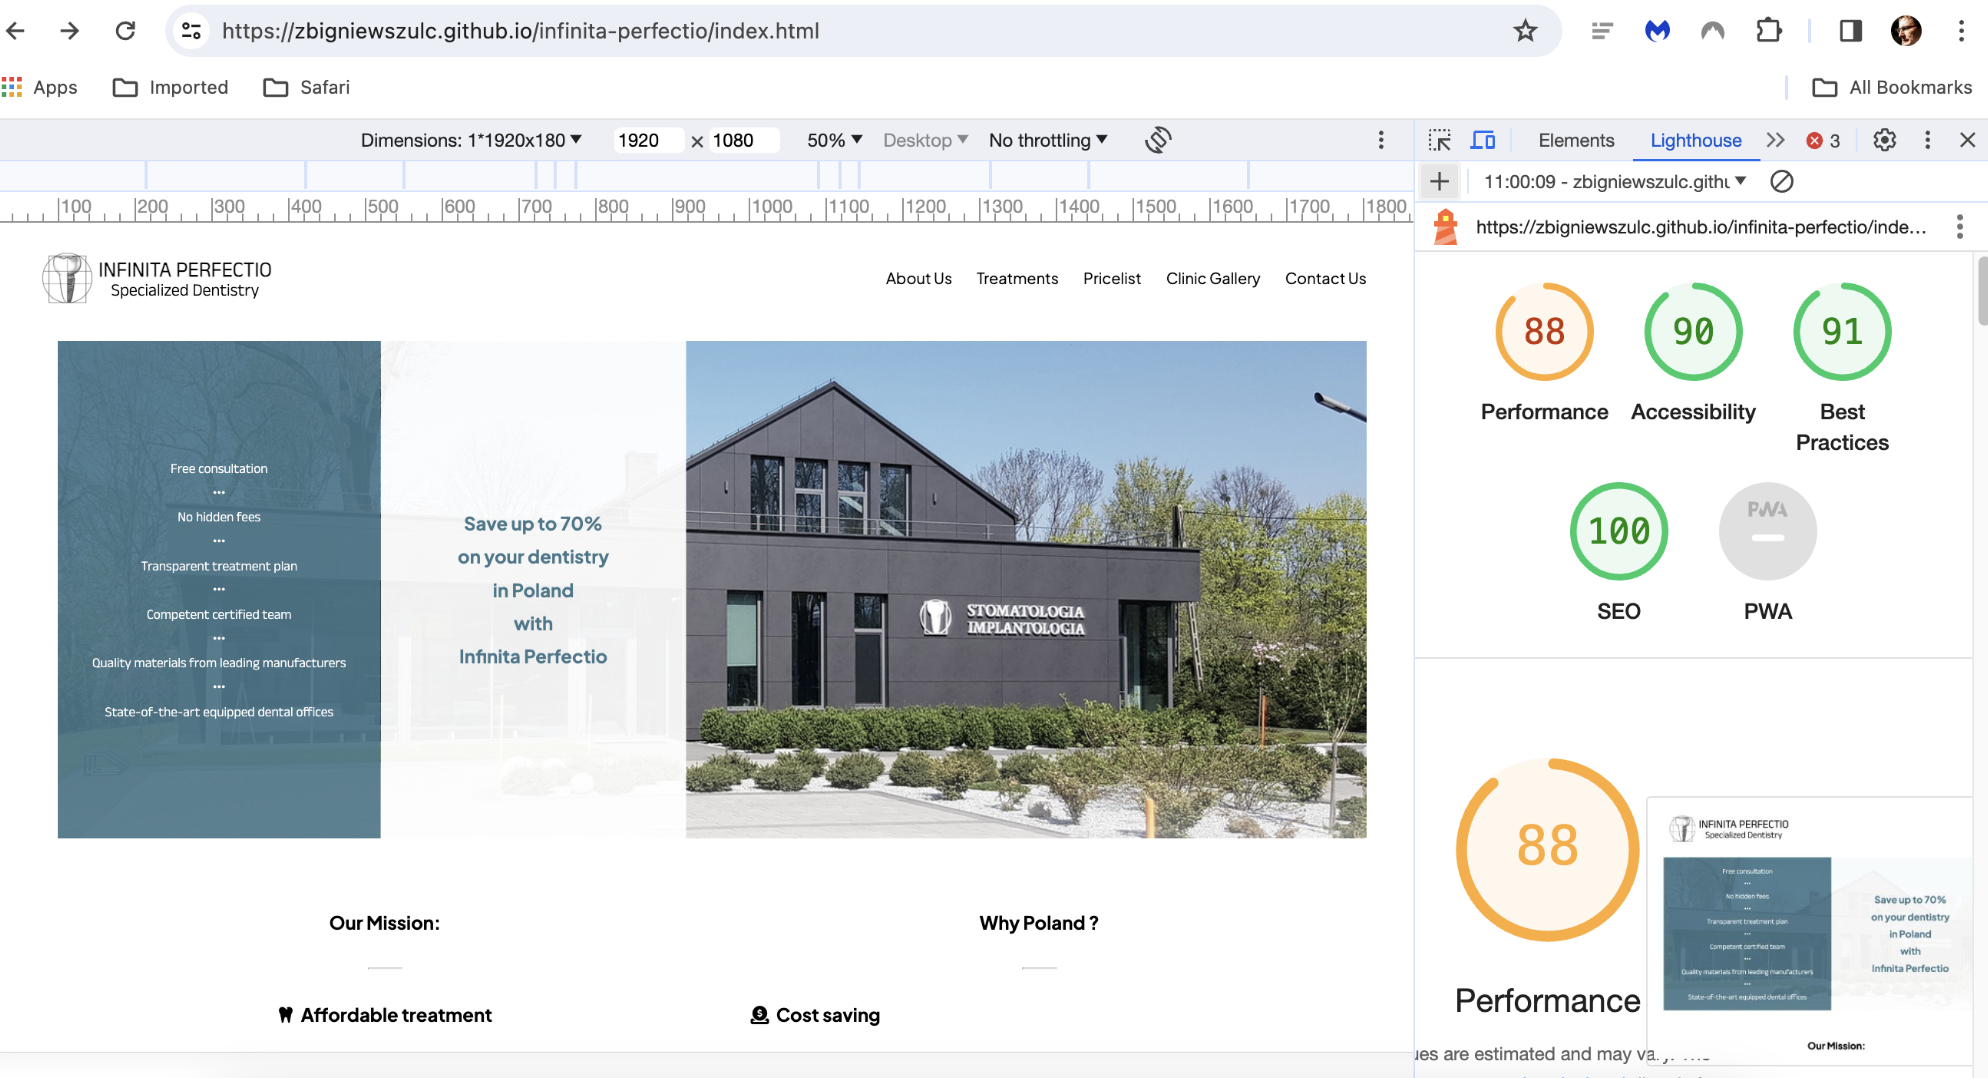 https://zbigniewszulc.github.io/infinita-perfectio/index.html
Apps
Imported
Safari
All Bookmarks
Dimensions: 1*1920x180
1920
×
1080
50%
Desktop
No throttling
Elements
Lighthouse
3
11:00:09 - zbigniewszulc.githu
100 200 300 400 500 600 700 800 900 1000 1100 1200 1300 1400 1500 1600 1700 1800
https://zbigniewszulc.github.io/infinita-perfectio/inde...
INFINITA PERFECTIO
Specialized Dentistry
About Us
Treatments
Pricelist
Clinic Gallery
Contact Us
Free consultation
•••
No hidden fees
•••
Transparent treatment plan
•••
Competent certified team
•••
Quality materials from leading manufacturers
•••
State-of-the-art equipped dental offices
Save up to 70%
on your dentistry
in Poland
with
Infinita Perfectio
STOMATOLOGIA
IMPLANTOLOGIA
Our Mission:
Why Poland ?
Affordable treatment
Cost saving
88
Performance
90
Accessibility
91
Best
Practices
100
SEO
PWA
PWA
88
Performance
INFINITA PERFECTIO
Specialized Dentistry
Free consultation
•••
No hidden fees
•••
Transparent treatment plan
•••
Competent certified team
•••
Quality materials from leading manufacturers
•••
State-of-the-art equipped dental offices
Save up to 70%
on your dentistry
in Poland
with
Infinita Perfectio
Our Mission:
are estimated and may